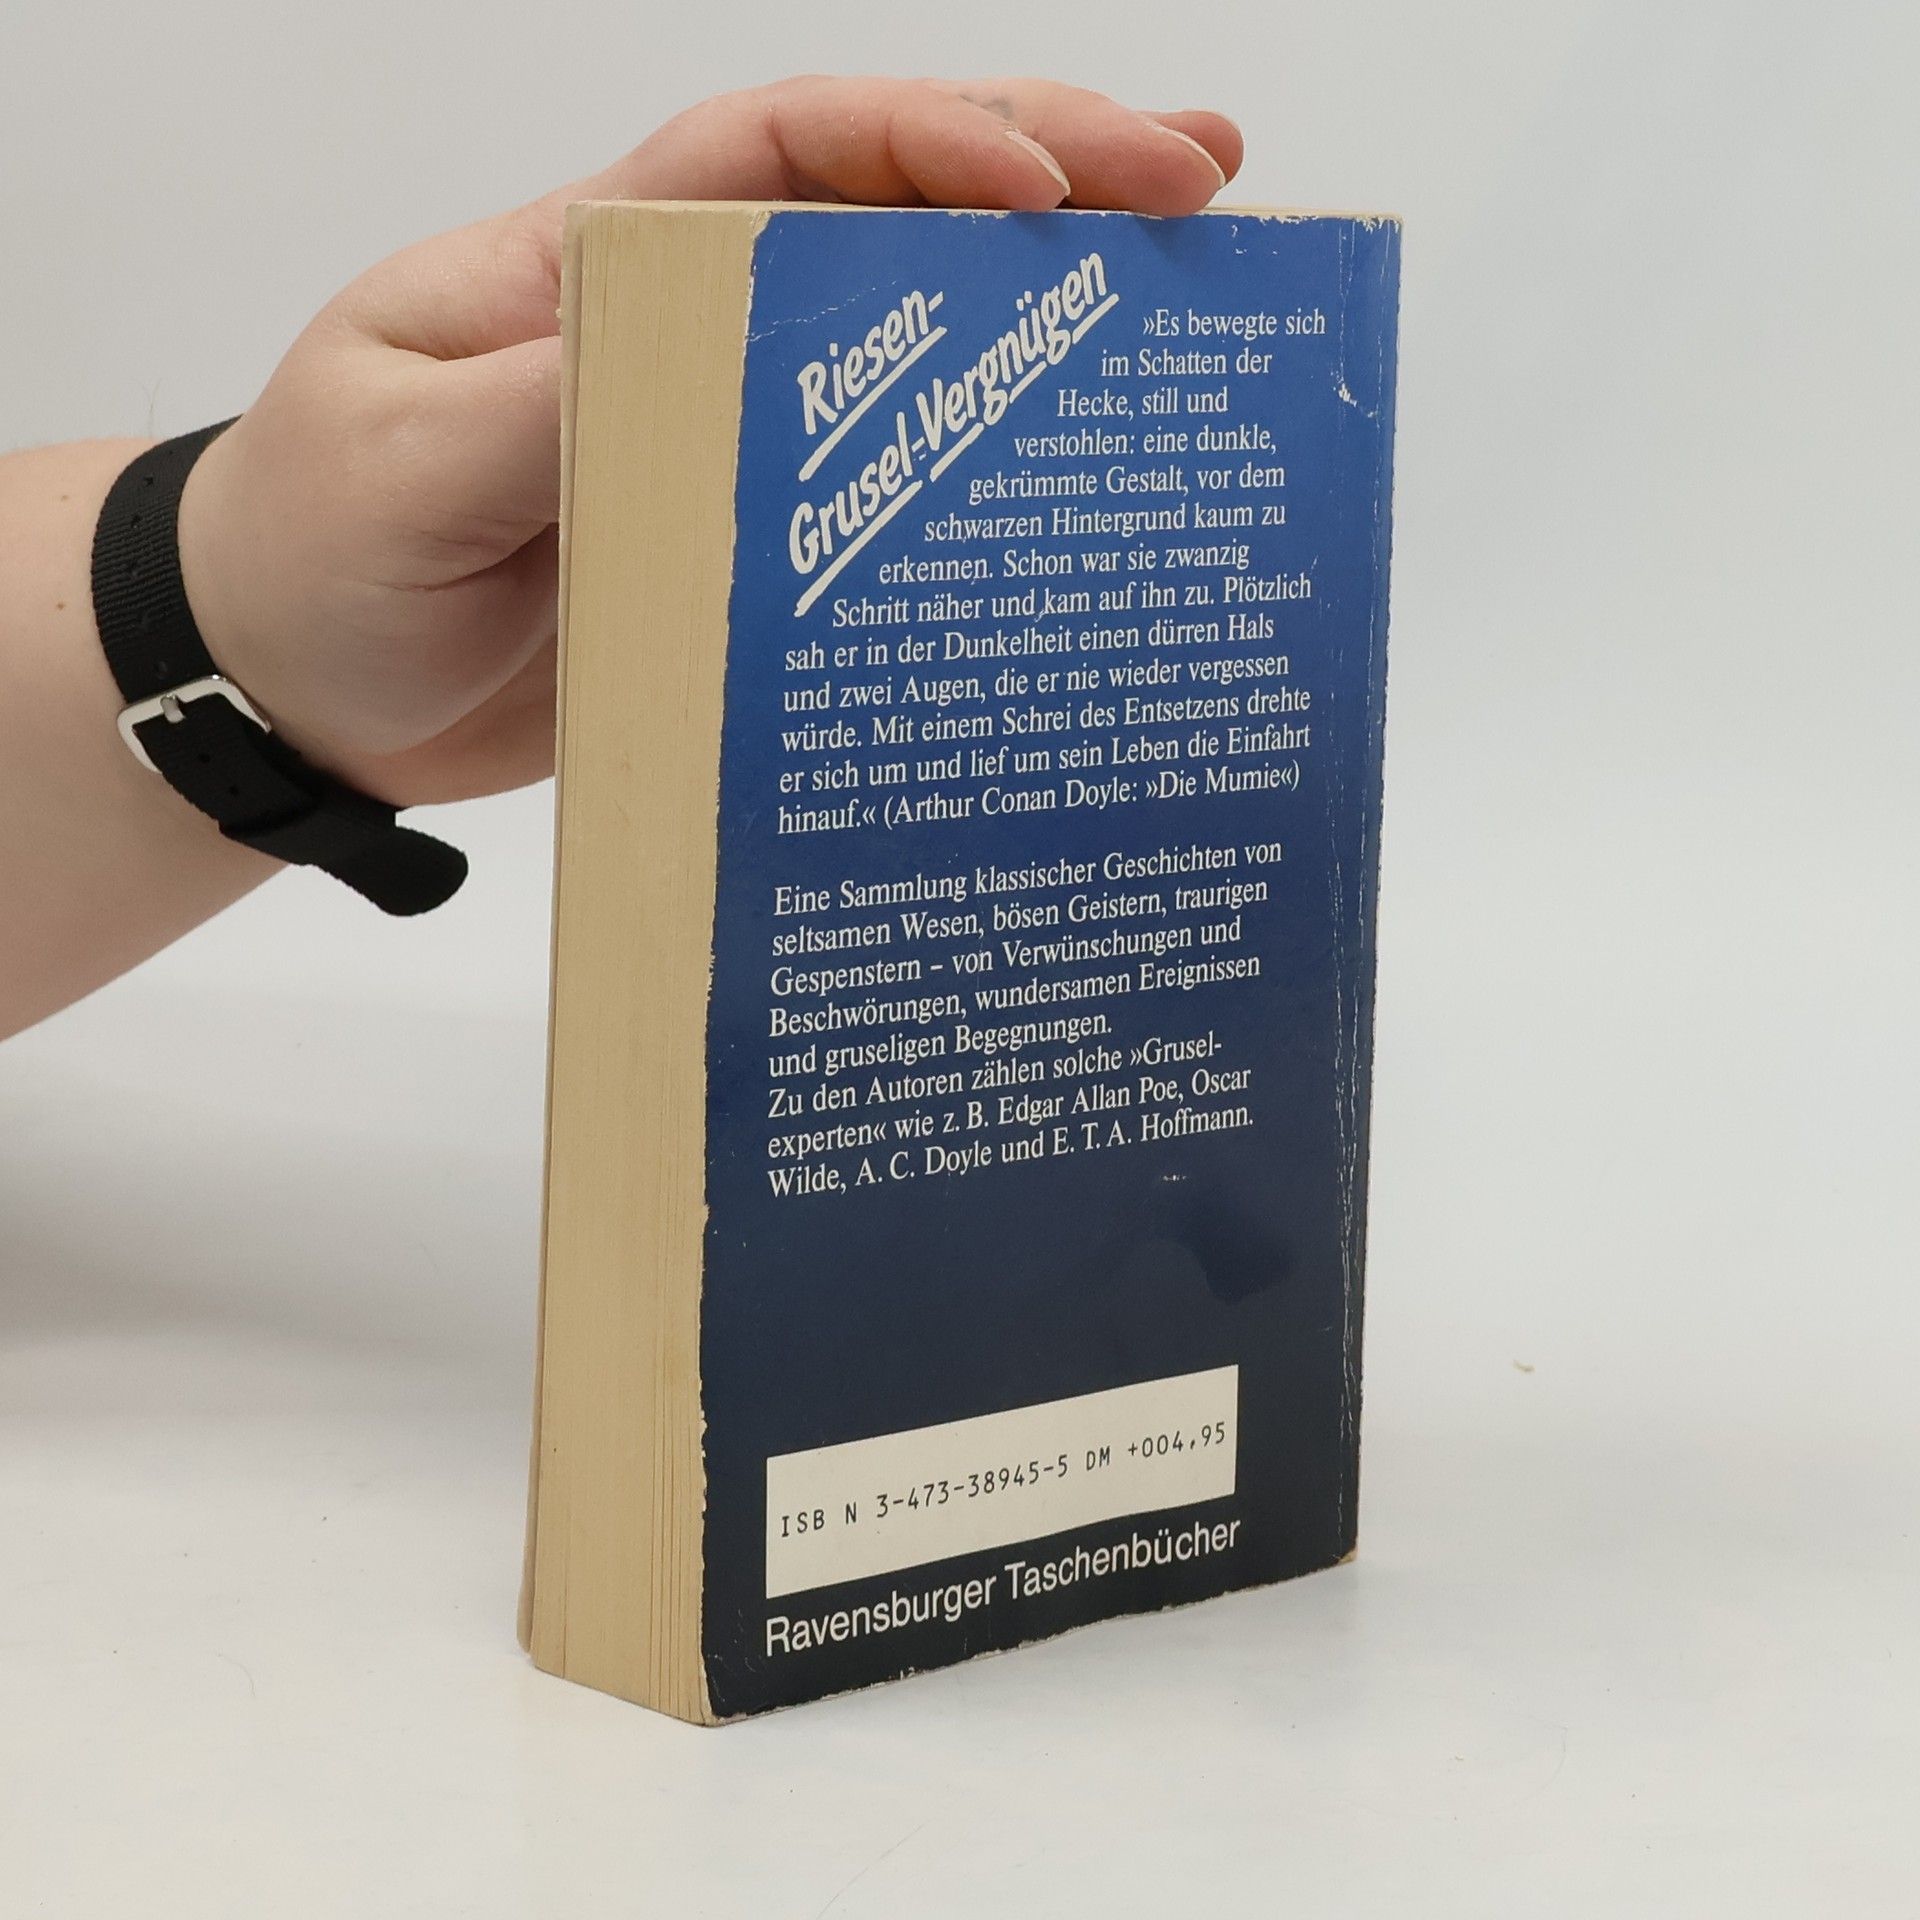 Riesen-
Grusel-Vergnügen
»Es bewegte sich
im Schatten der
Hecke, still und
verstohlen: eine dunkle,
gekrümmte Gestalt, vor dem
schwarzen Hintergrund kaum zu
erkennen. Schon war sie zwanzig
Schritt näher und kam auf ihn zu. Plötzlich
sah er in der Dunkelheit einen dürren Hals
und zwei Augen, die er nie wieder vergessen
würde. Mit einem Schrei des Entsetzens drehte
er sich um und lief um sein Leben die Einfahrt
hinauf.« (Arthur Conan Doyle: »Die Mumie«)
Eine Sammlung klassischer Geschichten von
seltsamen Wesen, bösen Geistern, traurigen
Gespenstern – von Verwünschungen und
Beschwörungen, wundersamen Ereignissen
und gruseligen Begegnungen.
Zu den Autoren zählen solche »Grusel-
experten« wie z. B. Edgar Allan Poe, Oscar
Wilde, A. C. Doyle und E. T. A. Hoffmann.
ISB N 3-473-38945-5 DM +004,95
Ravensburger Taschenbücher